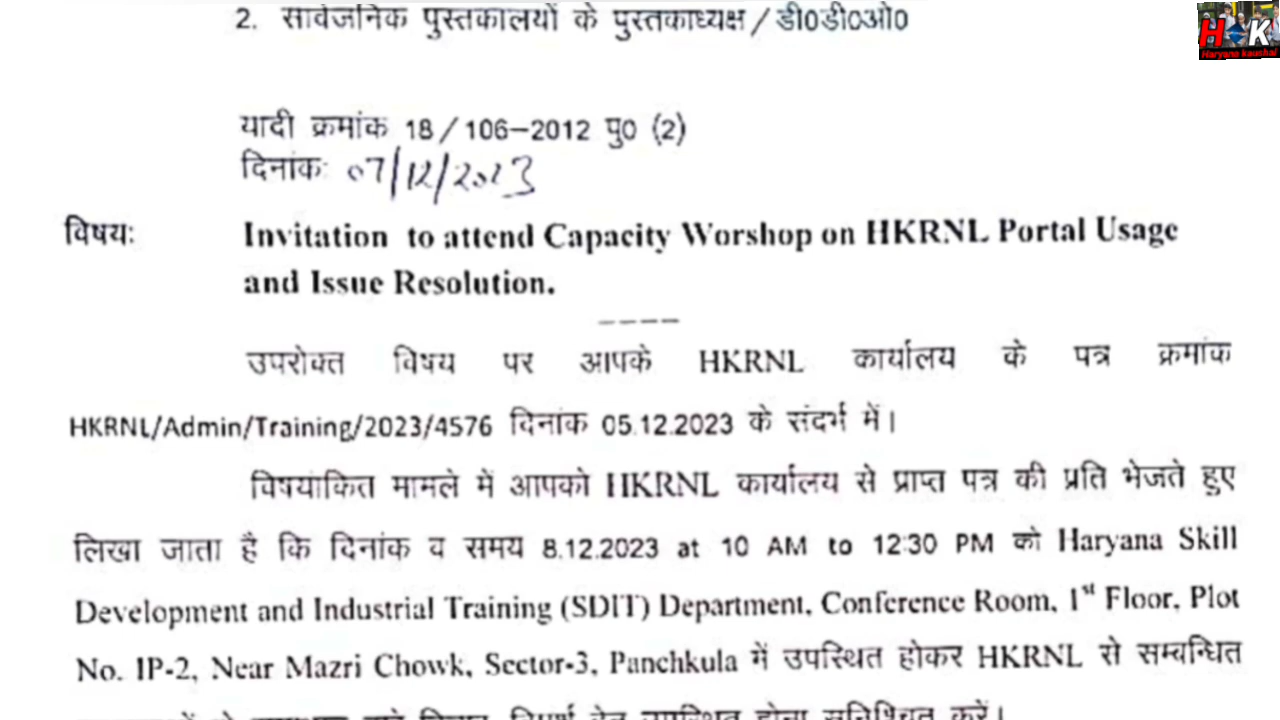 2. सार्वजनिक पुस्तकालयों के पुस्तकाध्यक्ष / डी0डी0ओ0
H K
Haryana kaushal
यादी क्रमांक 18 / 106-2012 पु0 (2)
दिनांक: 07/12/2023
विषय: Invitation to attend Capacity Worshop on HKRNL Portal Usage
and Issue Resolution.
----
उपरोक्त विषय पर आपके HKRNL कार्यालय के पत्र क्रमांक
HKRNL/Admin/Training/2023/4576 दिनांक 05.12.2023 के संदर्भ में।
विषयांकित मामले में आपको HKRNL कार्यालय से प्राप्त पत्र की प्रति भेजते हुए
लिखा जाता है कि दिनांक व समय 8.12.2023 at 10 AM to 12:30 PM को Haryana Skill
Development and Industrial Training (SDIT) Department, Conference Room, 1st Floor, Plot
No. IP-2, Near Mazri Chowk, Sector-3, Panchkula में उपस्थित होकर HKRNL से सम्बन्धित
उपस्थित होना सुनिश्चित करें।